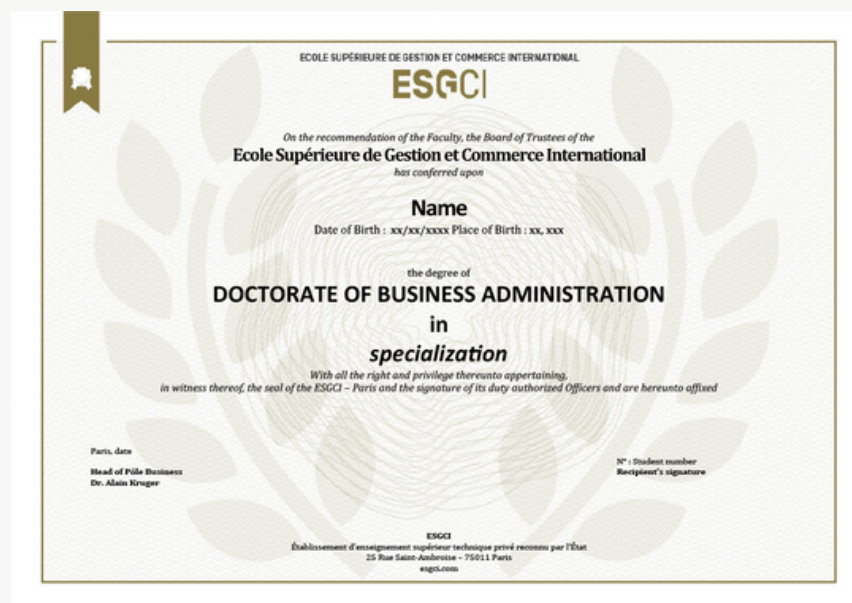 ECOLE SUPÉRIEURE DE GESTION ET COMMERCE INTERNATIONAL
ESGCI
On the recommendation of the Faculty, the Board of Trustees of the
Ecole Supérieure de Gestion et Commerce International
has conferred upon
Name
Date of Birth : xx/xx/xxxx Place of Birth : xx, xxx
the degree of
DOCTORATE OF BUSINESS ADMINISTRATION
in
specialization
With all the right and privilege thereunto appertaining,
in witness thereof, the seal of the ESGCI – Paris and the signature of its duty authorized Officers and are hereunto affixed
Paris, date
Head of Pôle Business
Dr. Alain Kruger
N° : Student number
Recipient's signature
ESGCI
Établissement d'enseignement supérieur technique privé reconnu par l'État
25 Rue Saint-Ambroise – 75011 Paris
esgci.com